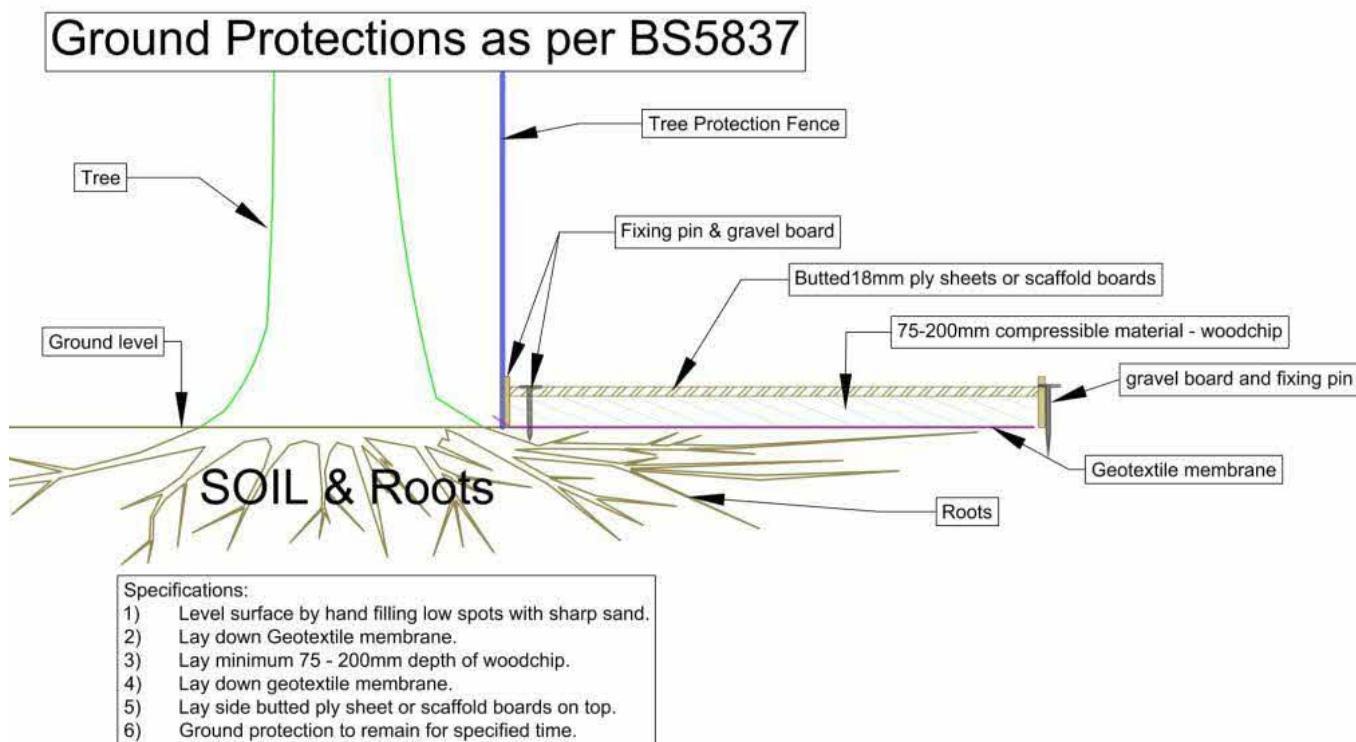 Ground Protections as per BS5837
Tree Protection Fence
Tree
Fixing pin & gravel board
Butted18mm ply sheets or scaffold boards
75-200mm compressible material - woodchip
Ground level
gravel board and fixing pin
Geotextile membrane
SOIL & Roots
Roots
Specifications:
1) Level surface by hand filling low spots with sharp sand.
2) Lay down Geotextile membrane.
3) Lay minimum 75 - 200mm depth of woodchip.
4) Lay down geotextile membrane.
5) Lay side butted ply sheet or scaffold boards on top.
6) Ground protection to remain for specified time.